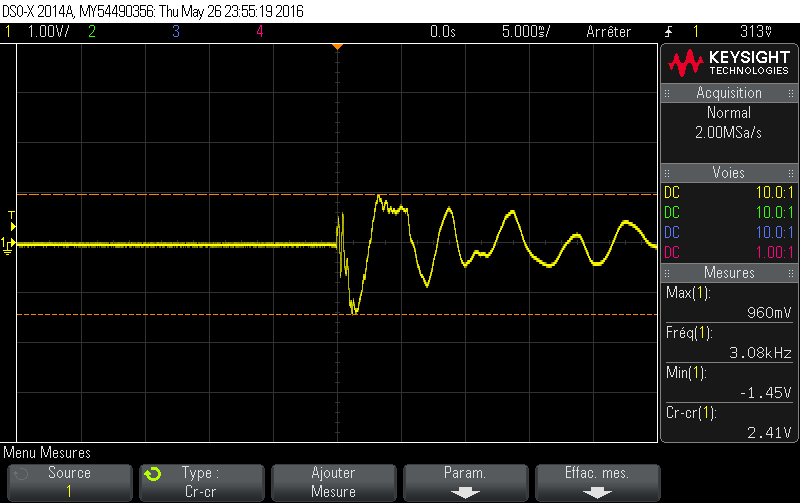 DSO-X 2014A, MY54490356: Thu May 26 23:55:19 2016
1 1.00V/ 2 3 4 0.0s 5.000ms/ Arrêter 1 313mV
KEYSIGHT
TECHNOLOGIES
Acquisition
Normal
2.00MSa/s
Voies
DC 10.0:1
DC 10.0:1
DC 10.0:1
DC 1.00:1
Mesures
Max(1):
960mV
Fréq(1):
3.08kHz
Min(1):
-1.45V
Cr-cr(1):
2.41V
T
1
Menu Mesures
Source
1
Type :
Cr-cr
Ajouter
Mesure
Param.
Effac. mes.